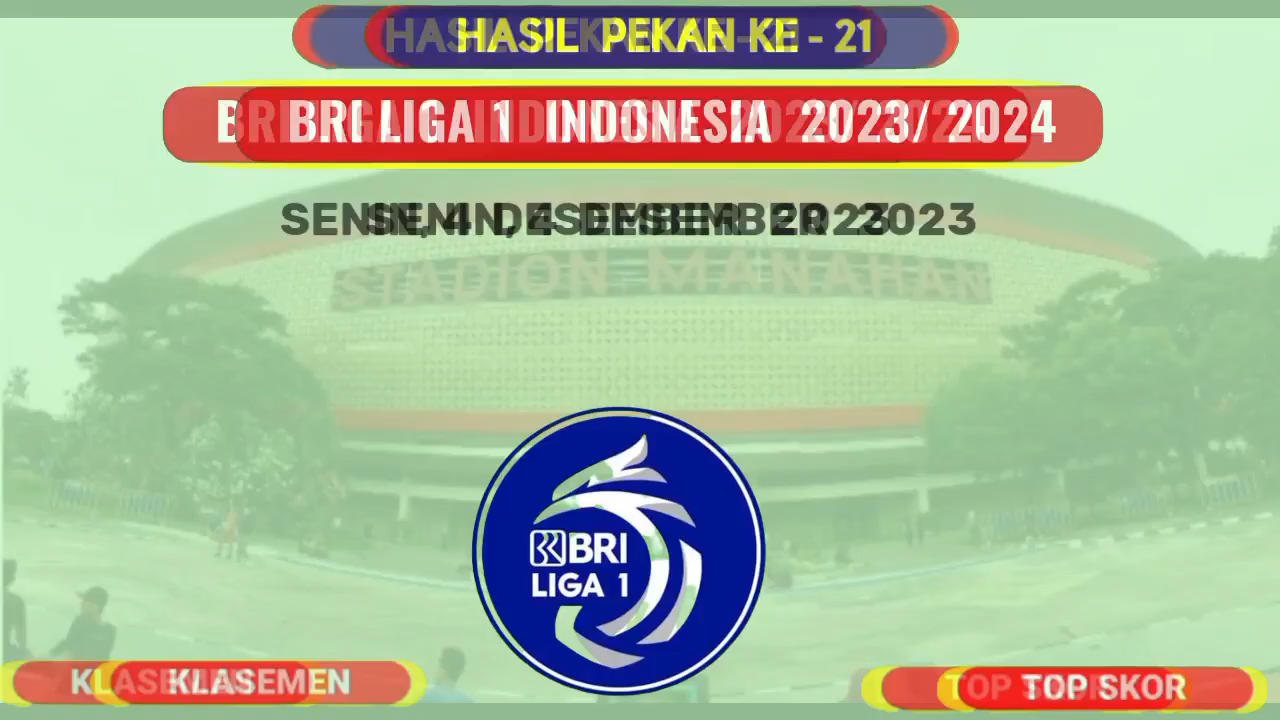 HASIL PEKAN KE - 21
BRI LIGA 1 INDONESIA 2023/ 2024
SENIN, 4 DESEMBER 2023
STADION MANAHAN
BRI
LIGA 1
KLASEMEN
TOP SKOR